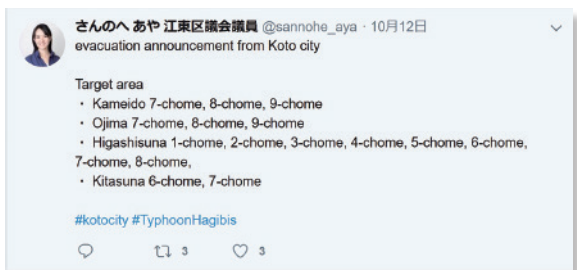 さんのへ あや 江東区議会議員 @sannohe_aya · 10月12日
evacuation announcement from Koto city
Target area
・ Kameido 7-chome, 8-chome, 9-chome
・ Ojima 7-chome, 8-chome, 9-chome
・ Higashisuna 1-chome, 2-chome, 3-chome, 4-chome, 5-chome, 6-chome,
7-chome, 8-chome,
・ Kitasuna 6-chome, 7-chome
#kotocity #TyphoonHagibis
3 3